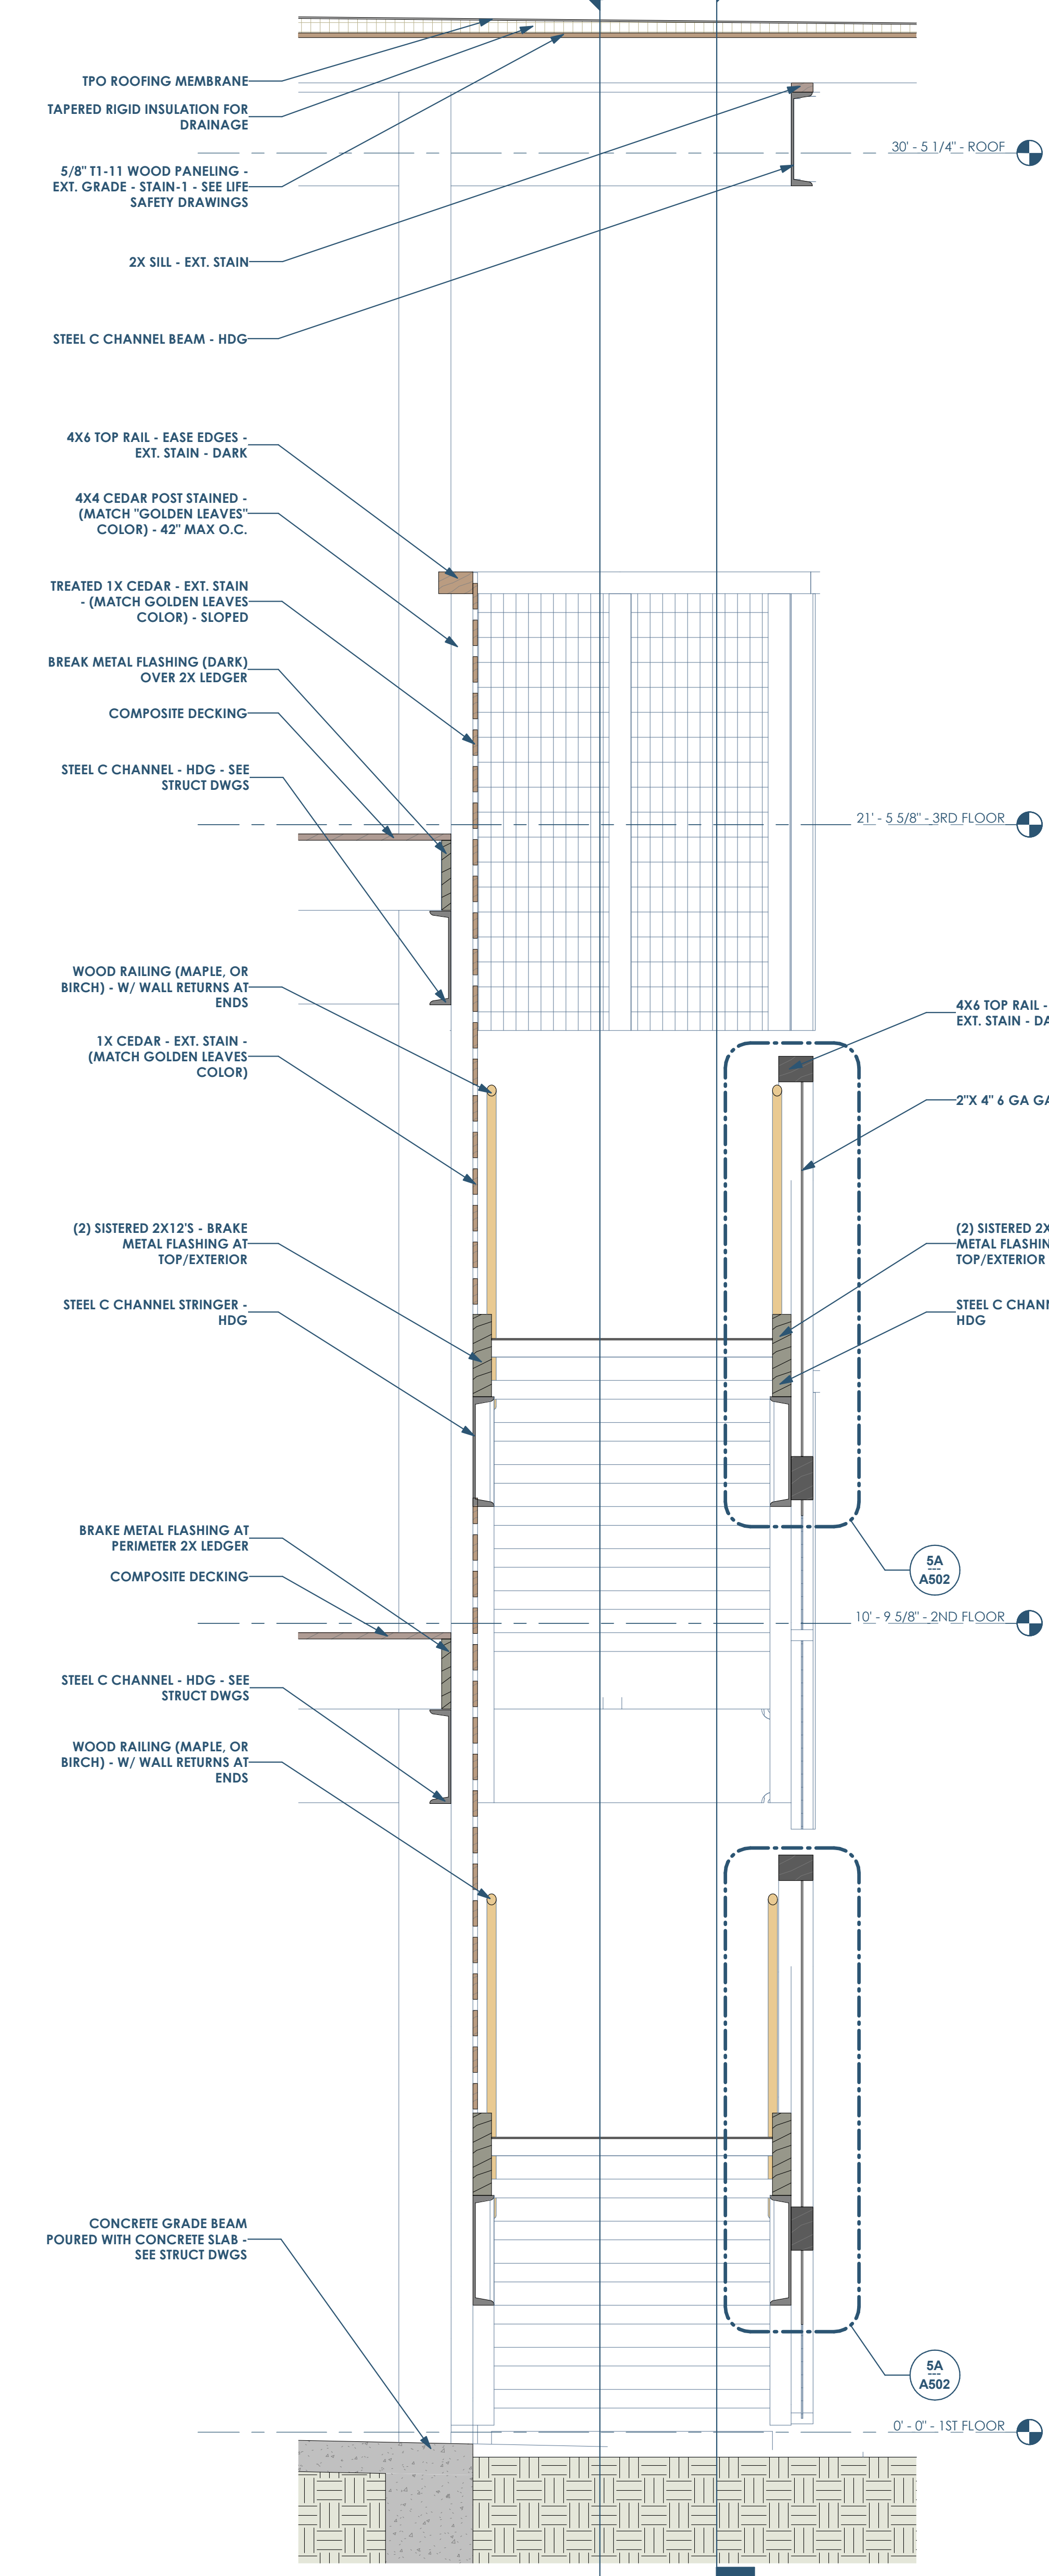 TPO ROOFING MEMBRANE
TAPERED RIGID INSULATION FOR
DRAINAGE
30' - 5 1/4" - ROOF
5/8" T1-11 WOOD PANELING -
EXT. GRADE - STAIN-1 - SEE LIFE
SAFETY DRAWINGS
2X SILL - EXT. STAIN
STEEL C CHANNEL BEAM - HDG
4X6 TOP RAIL - EASE EDGES -
EXT. STAIN - DARK
4X4 CEDAR POST STAINED -
(MATCH "GOLDEN LEAVES"
COLOR) - 42" MAX O.C.
TREATED 1X CEDAR - EXT. STAIN
- (MATCH GOLDEN LEAVES
COLOR) - SLOPED
BREAK METAL FLASHING (DARK)
OVER 2X LEDGER
COMPOSITE DECKING
STEEL C CHANNEL - HDG - SEE
STRUCT DWGS
21' - 5 5/8" - 3RD FLOOR
WOOD RAILING (MAPLE, OR
BIRCH) - W/ WALL RETURNS AT
ENDS
4X6 TOP RAIL -
EXT. STAIN - DA
1X CEDAR - EXT. STAIN -
(MATCH GOLDEN LEAVES
COLOR)
2"X 4" 6 GA GA
(2) SISTERED 2X12'S - BRAKE
METAL FLASHING AT
TOP/EXTERIOR
(2) SISTERED 2X
METAL FLASHIN
TOP/EXTERIOR
STEEL C CHANNEL STRINGER -
HDG
STEEL C CHANN
HDG
BRAKE METAL FLASHING AT
PERIMETER 2X LEDGER
COMPOSITE DECKING
5A
A502
10' - 9 5/8" - 2ND FLOOR
STEEL C CHANNEL - HDG - SEE
STRUCT DWGS
WOOD RAILING (MAPLE, OR
BIRCH) - W/ WALL RETURNS AT
ENDS
CONCRETE GRADE BEAM
POURED WITH CONCRETE SLAB -
SEE STRUCT DWGS
5A
A502
0' - 0" - 1ST FLOOR